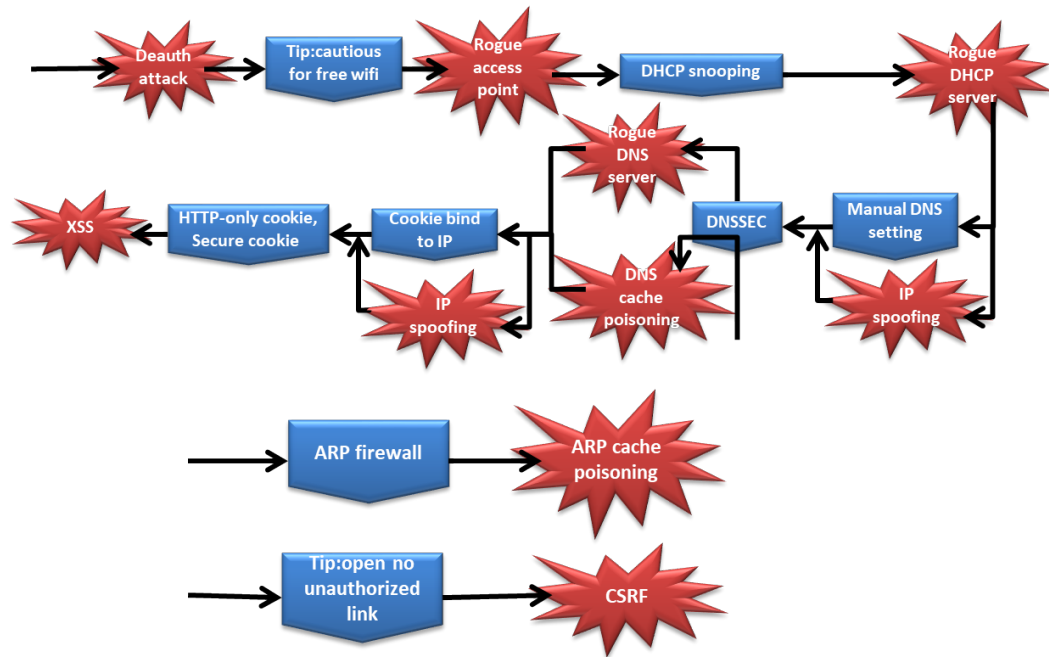 Deauth
attack
Tip:cautious
for free wifi
Rogue
access
point
DHCP snooping
Rogue
DHCP
server
Rogue
DNS
server
XSS
HTTP-only cookie,
Secure cookie
Cookie bind
to IP
DNSSEC
Manual DNS
setting
IP
spoofing
DNS
cache
poisoning
IP
spoofing
ARP firewall
ARP cache
poisoning
Tip:open no
unauthorized
link
CSRF